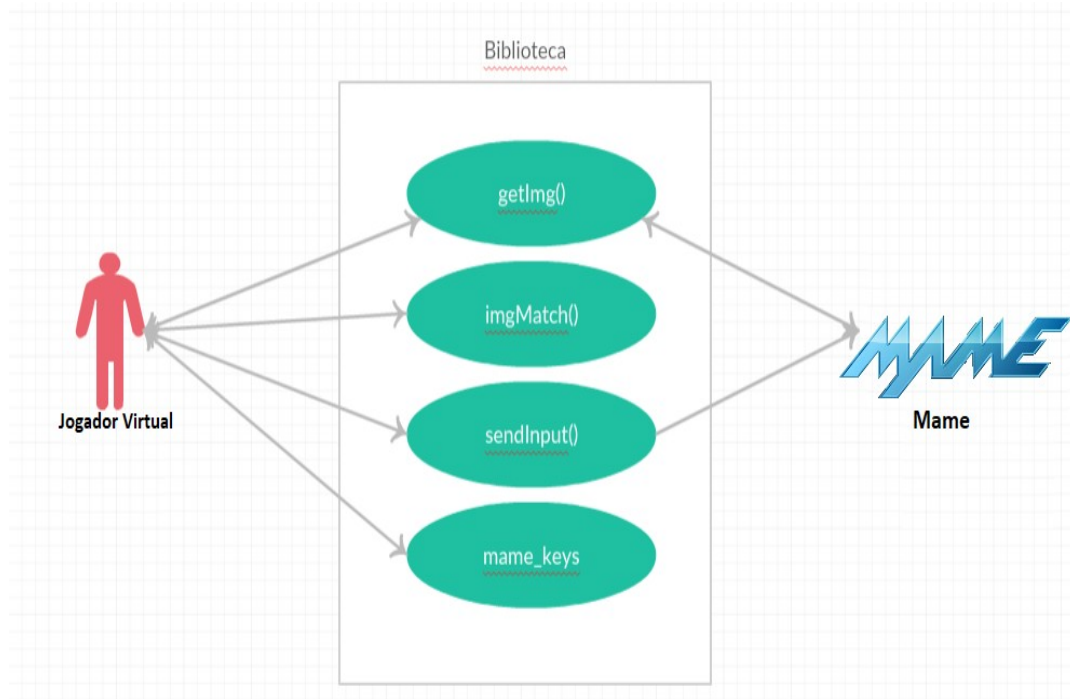 Biblioteca
getImg()
imgMatch()
sendInput()
mame_keys
Jogador Virtual
MAME
Mame